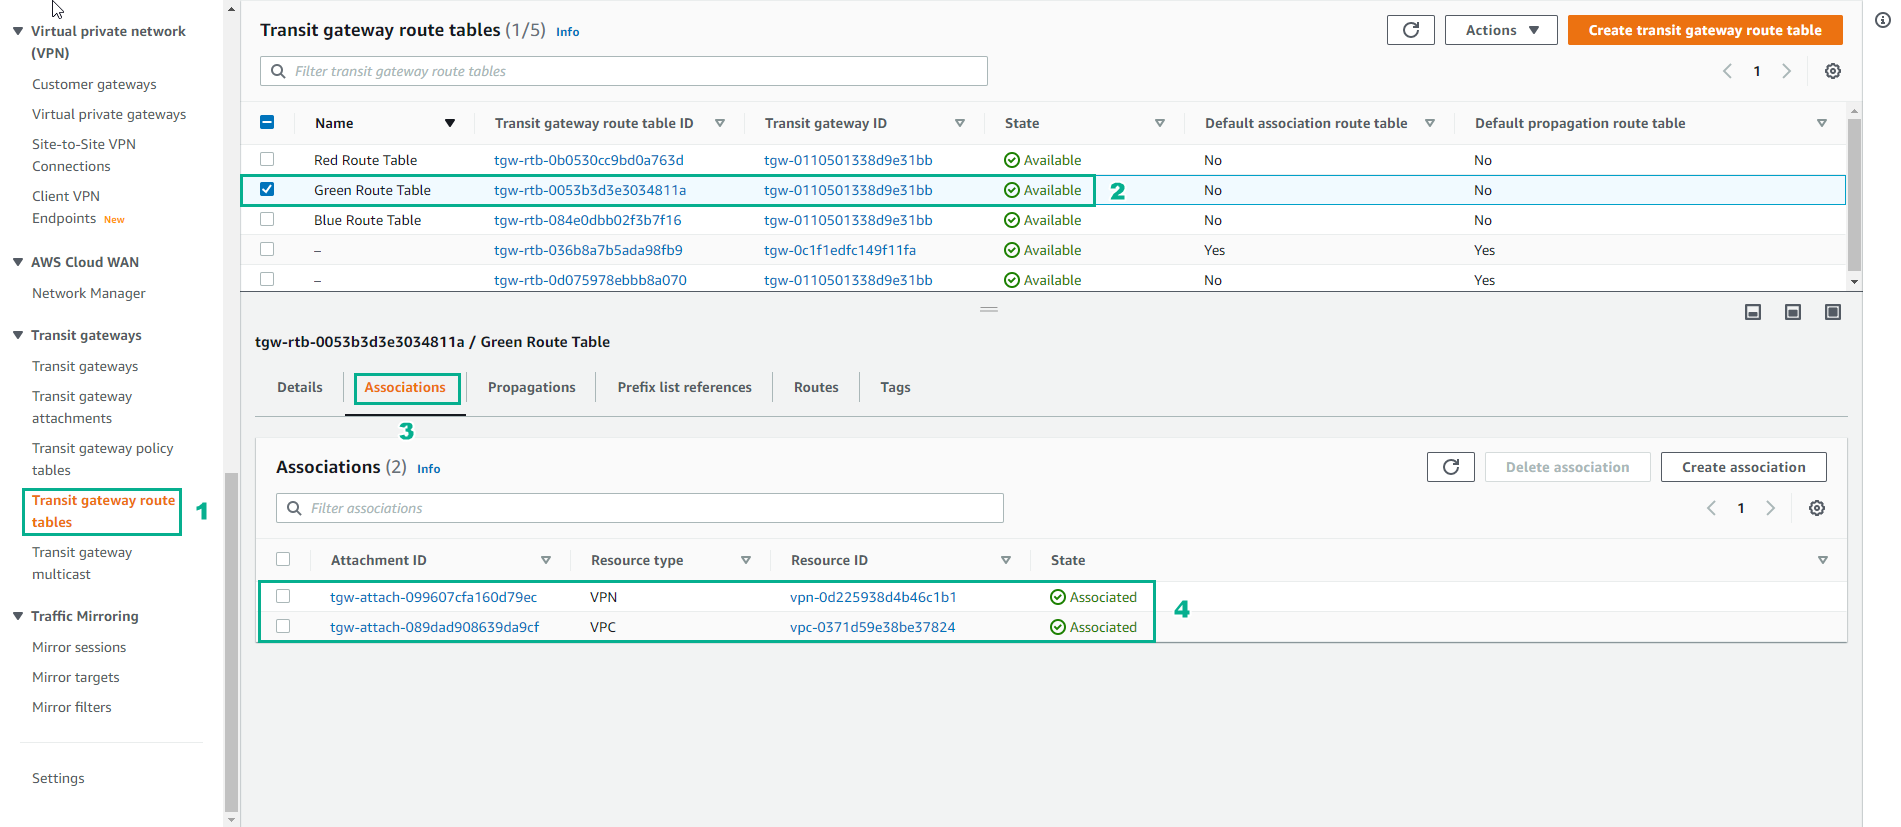 Virtual private network
(VPN)
Customer gateways
Virtual private gateways
Site-to-Site VPN
Connections
Client VPN
Endpoints New
AWS Cloud WAN
Network Manager
Transit gateways
Transit gateways
Transit gateway
attachments
Transit gateway policy
tables
Transit gateway route
tables
1
Transit gateway
multicast
Traffic Mirroring
Mirror sessions
Mirror targets
Mirror filters
Settings
Transit gateway route tables (1/5) Info
Actions
Create transit gateway route table
Filter transit gateway route tables
1
Name Transit gateway route table ID Transit gateway ID State Default association route table Default propagation route table
Red Route Table tgw-rtb-0b0530cc9bd0a763d tgw-0110501338d9e31bb Available No No
Green Route Table tgw-rtb-0053b3d3e3034811a tgw-0110501338d9e31bb Available 2 No No
Blue Route Table tgw-rtb-084e0dbb02f3b7f16 tgw-0110501338d9e31bb Available No No
– tgw-rtb-036b8a7b5ada98fb9 tgw-0c1f1edfc149f11fa Available Yes Yes
– tgw-rtb-0d075978ebbb8a070 tgw-0110501338d9e31bb Available No Yes
tgw-rtb-0053b3d3e3034811a / Green Route Table
Details Associations Propagations Prefix list references Routes Tags
3
Associations (2) Info
Delete association
Create association
Filter associations
1
Attachment ID Resource type Resource ID State
tgw-attach-099607cfa160d79ec VPN vpn-0d225938d4b46c1b1 Associated
4
tgw-attach-089dad908639da9cf VPC vpc-0371d59e38be37824 Associated